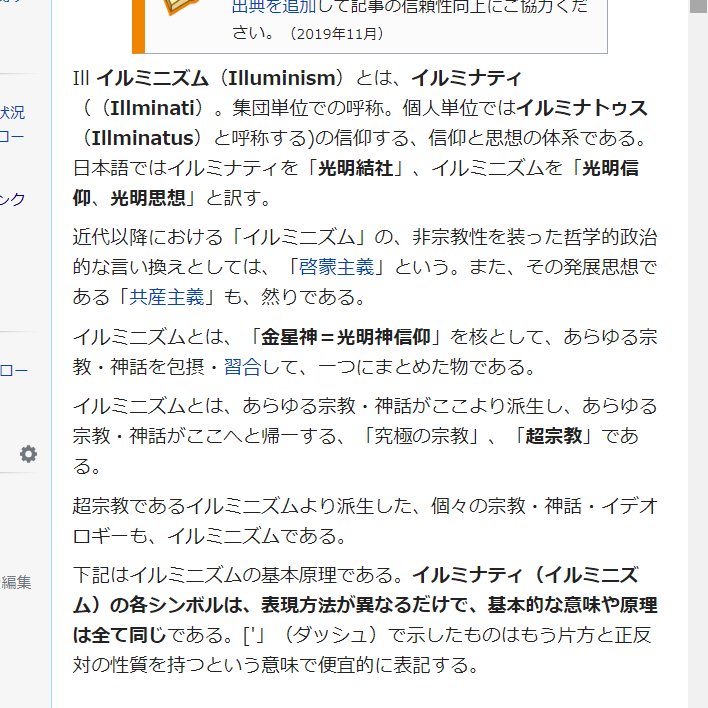 出典を追加して記事の信頼性向上にご協力くだ
さい。（2019年11月）
Ill イルミニズム（Illuminism）とは、イルミナティ
（（Illminati）。集団単位での呼称。個人単位ではイルミナトゥス
（Illminatus）と呼称する)の信仰する、信仰と思想の体系である。
日本語ではイルミナティを「光明結社」、イルミニズムを「光明信
仰、光明思想」と訳す。
近代以降における「イルミニズム」の、非宗教性を装った哲学的政治
的な言い換えとしては、「啓蒙主義」という。また、その発展思想で
ある「共産主義」も、然りである。
イルミニズムとは、「金星神＝光明神信仰」を核として、あらゆる宗
教・神話を包摂・習合して、一つにまとめた物である。
イルミニズムとは、あらゆる宗教・神話がここより派生し、あらゆる
宗教・神話がここへと帰一する、「究極の宗教」、「超宗教」であ
る。
超宗教であるイルミニズムより派生した、個々の宗教・神話・イデオ
ロギーも、イルミニズムである。
下記はイルミニズムの基本原理である。イルミナティ（イルミニズ
ム）の各シンボルは、表現方法が異なるだけで、基本的な意味や原理
は全て同じである。['」（ダッシュ）で示したものはもう片方と正反
対の性質を持つという意味で便宜的に表記する。
状況
ロー
ンク
ロー
編集